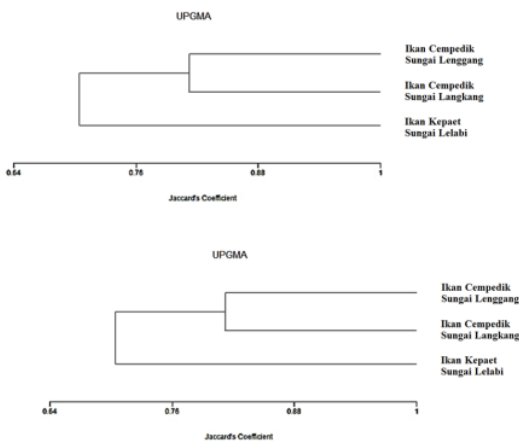 UPGMA
Ikan Cempedik
Sungai Lenggang
Ikan Cempedik
Sungai Langkang
Ikan Kepaet
Sungai Lelabi
0.64 0.76 0.88 1
Jaccard's Coefficient
UPGMA
Ikan Cempedik
Sungai Lenggang
Ikan Cempedik
Sungai Langkang
Ikan Kepaet
Sungai Lelabi
0.64 0.76 0.88 1
Jaccard's Coefficient